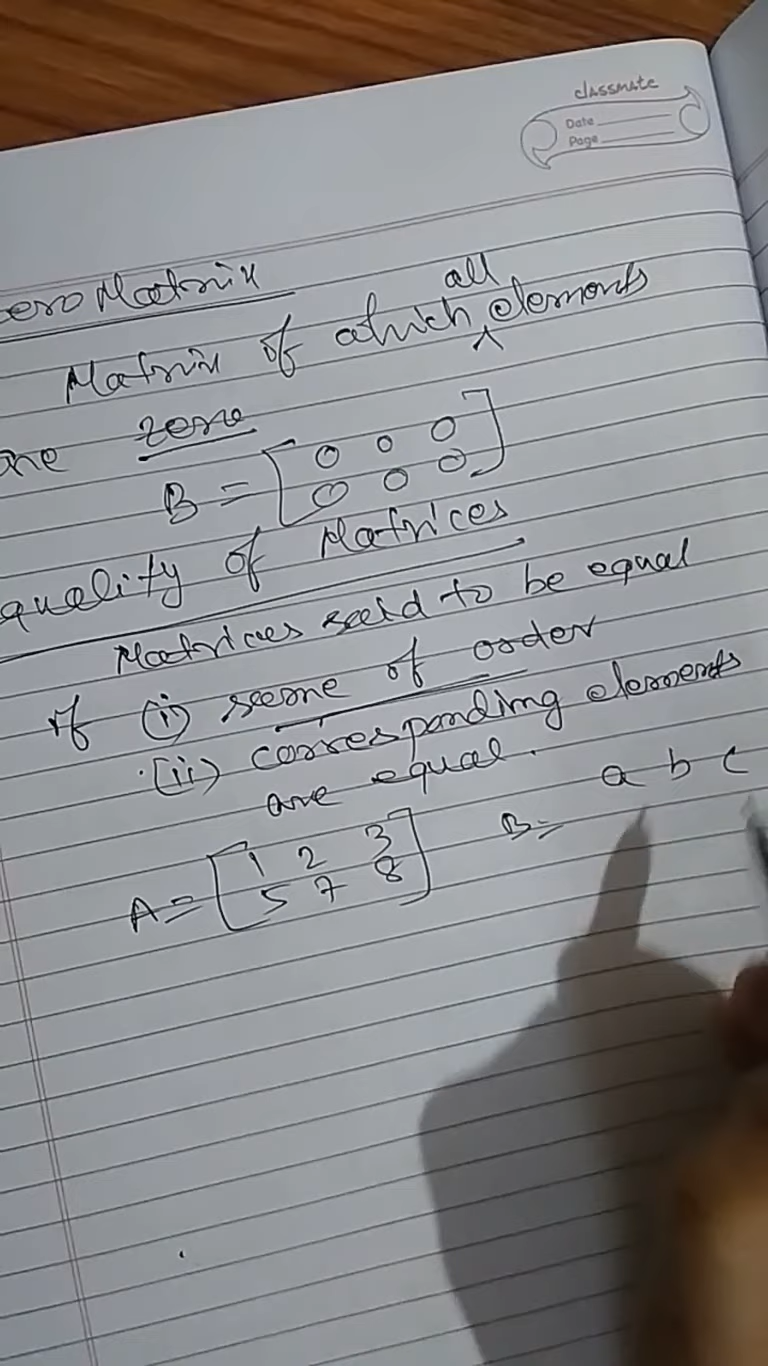 classmate
Date
Page
ero Matrix
all
Matrix of which ^ elements
are zero
B = [0 0 0
0 0 0]
quality of Matrices
Matrices said to be equal
if (i) same of order
(ii) corresponding elements
are equal.
A = [1 2 3
5 7 8] B = a b c